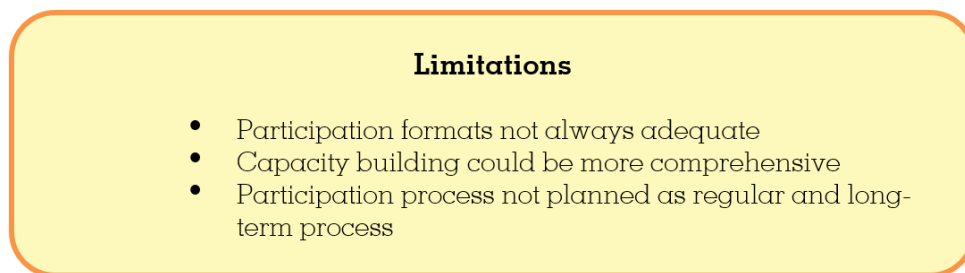 Limitations
• Participation formats not always adequate
• Capacity building could be more comprehensive
• Participation process not planned as regular and long-
term process